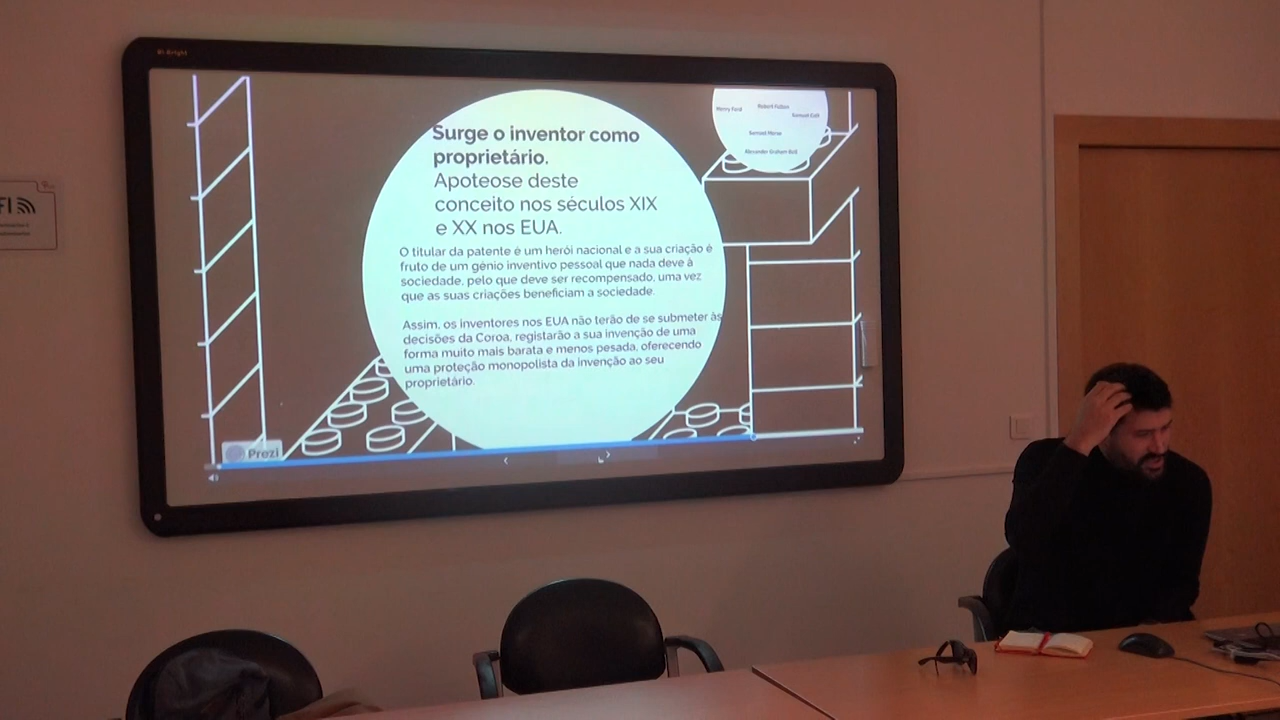 Bi Bright
Surge o inventor como
proprietário.
Apoteose deste
conceito nos séculos XIX
e XX nos EUA.
O titular da patente é um herói nacional e a sua criação é
fruto de um génio inventivo pessoal que nada deve à
sociedade, pelo que deve ser recompensado, uma vez
que as suas criações beneficiam a sociedade.
Assim, os inventores nos EUA não terão de se submeter às
decisões da Coroa, registarão a sua invenção de uma
forma muito mais barata e menos pesada, oferecendo
uma proteção monopolista da invenção ao seu
proprietário.
Henry Ford
Robert Fulton
Samuel Colt
Samuel Morse
Alexander Graham Bell
Prezi
FI